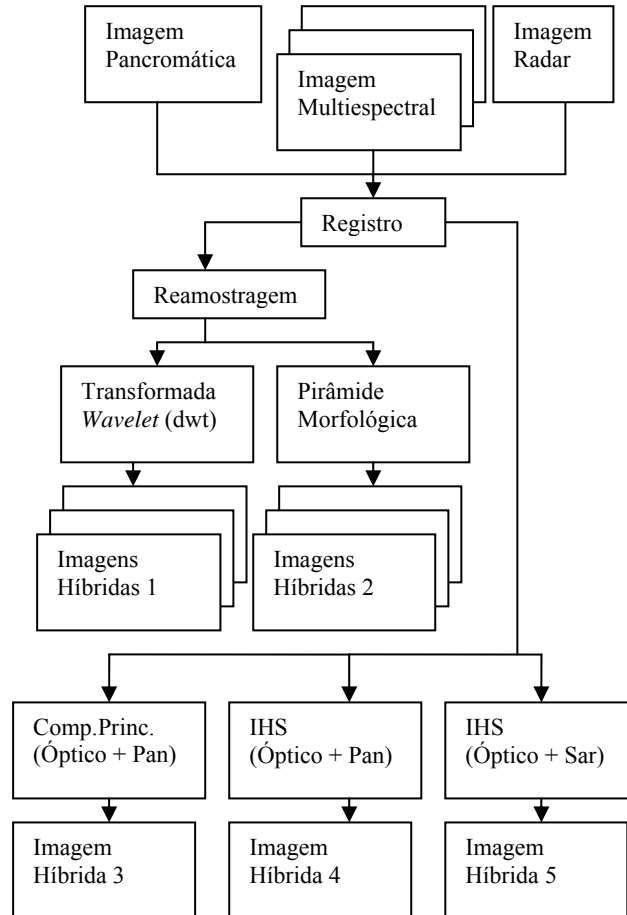 Imagem
Pancromática
Imagem
Multiespectral
Imagem
Radar
Registro
Reamostragem
Transformada
Wavelet (dwt)
Pirâmide
Morfológica
Imagens
Híbridas 1
Imagens
Híbridas 2
Comp.Princ.
(Óptico + Pan)
IHS
(Óptico + Pan)
IHS
(Óptico + Sar)
Imagem
Híbrida 3
Imagem
Híbrida 4
Imagem
Híbrida 5